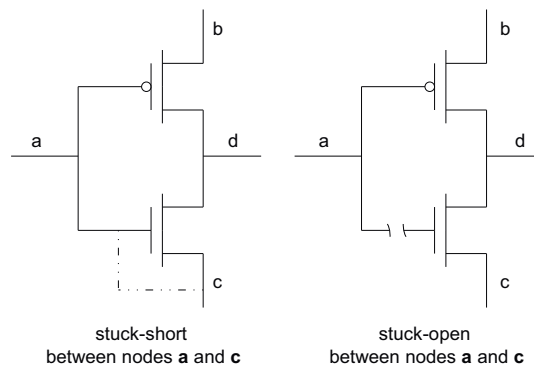 b
b
a
d
a
d
c
c
stuck-short
between nodes a and c
stuck-open
between nodes a and c